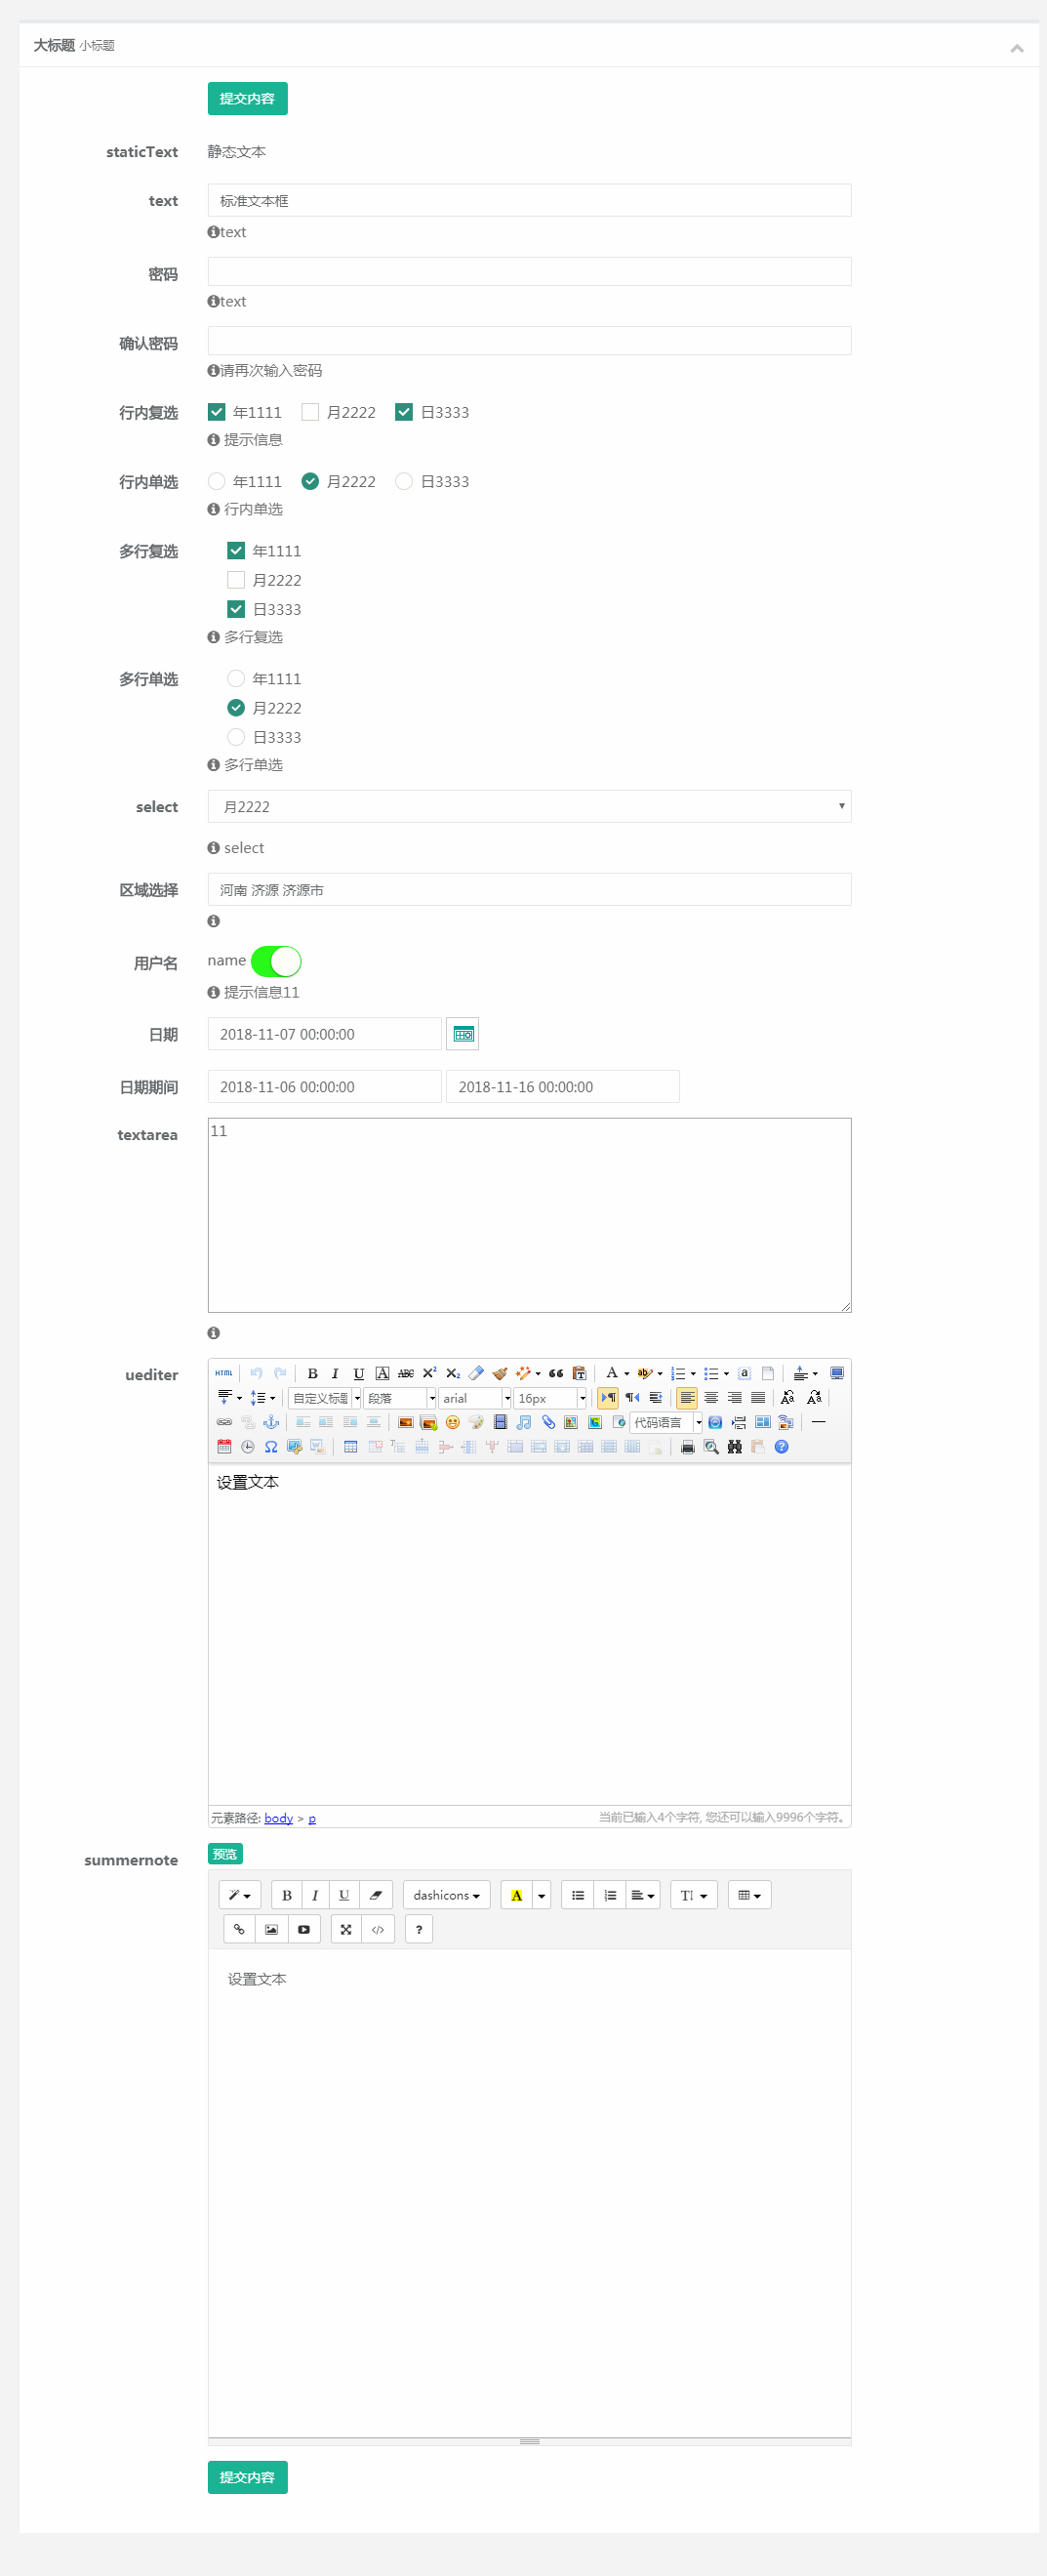 大标题 小标题
提交内容
staticText 静态文本
text 标准文本框
text
密码
text
确认密码
请再次输入密码
行内复选 年1111 月2222 日3333
提示信息
行内单选 年1111 月2222 日3333
行内单选
多行复选 年1111
月2222
日3333
多行复选
多行单选 年1111
月2222
日3333
多行单选
select 月2222
select
区域选择 河南 济源 济源市
用户名 name
提示信息11
日期 2018-11-07 00:00:00
日期期间 2018-11-06 00:00:00 2018-11-16 00:00:00
textarea 11
uediter HTML B I U A ABC X² X₂ A ab a
自定义标题 段落 arial 16px
代码语言
设置文本
元素路径: body > p 当前已输入4个字符, 您还可以输入9996个字符。
summernote 预览
B I U dashicons A TI
?
设置文本
提交内容